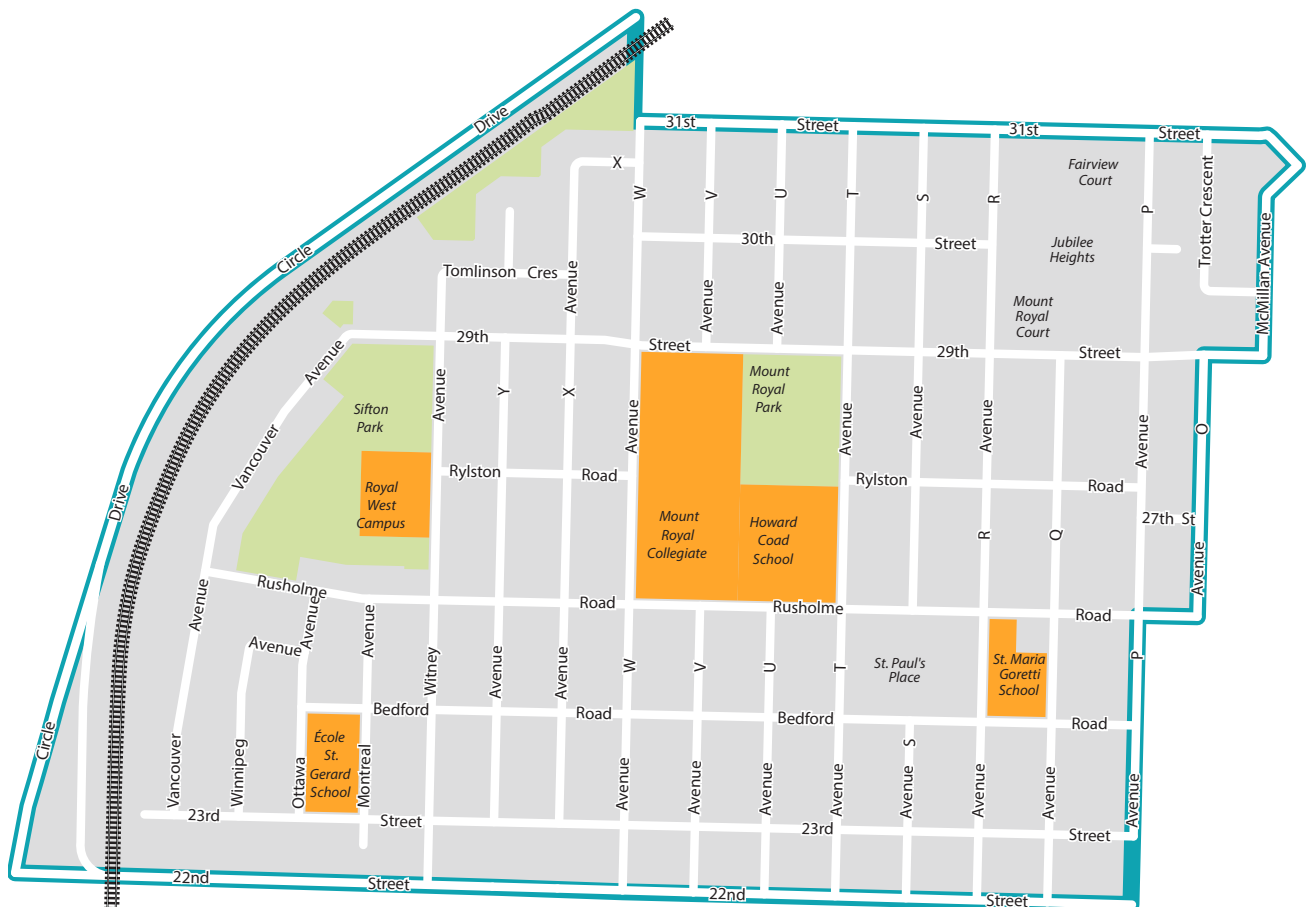 Drive
31st
Street
31st
Street
X
W
V
U
T
S
R
P
Fairview
Court
Trotter Crescent
McMillan Avenue
Circle
30th
Street
Jubilee
Heights
Tomlinson Cres
Avenue
Avenue
Avenue
Mount
Royal
Court
29th
Street
29th
Street
Avenue
Vancouver
Sifton
Park
Avenue
Y
X
Avenue
Mount
Royal
Park
Avenue
Avenue
Avenue
Avenue
O
Rylston
Road
Rylston
Road
Royal
West
Campus
Drive
Mount
Royal
Collegiate
Howard
Coad
School
R
Q
27th St
Avenue
Rusholme
Road
Rusholme
Road
Avenue
Avenue
Avenue
Avenue
Witney
Avenue
Avenue
W
V
U
T
St. Paul's
Place
St. Maria
Goretti
School
P
Bedford
Road
Bedford
Road
Circle
Vancouver
Winnipeg
Ottawa
École
St.
Gerard
School
Montreal
Avenue
Avenue
Avenue
Avenue
S
Avenue
Avenue
Avenue
Avenue
23rd
Street
23rd
Street
22nd
Street
22nd
Street